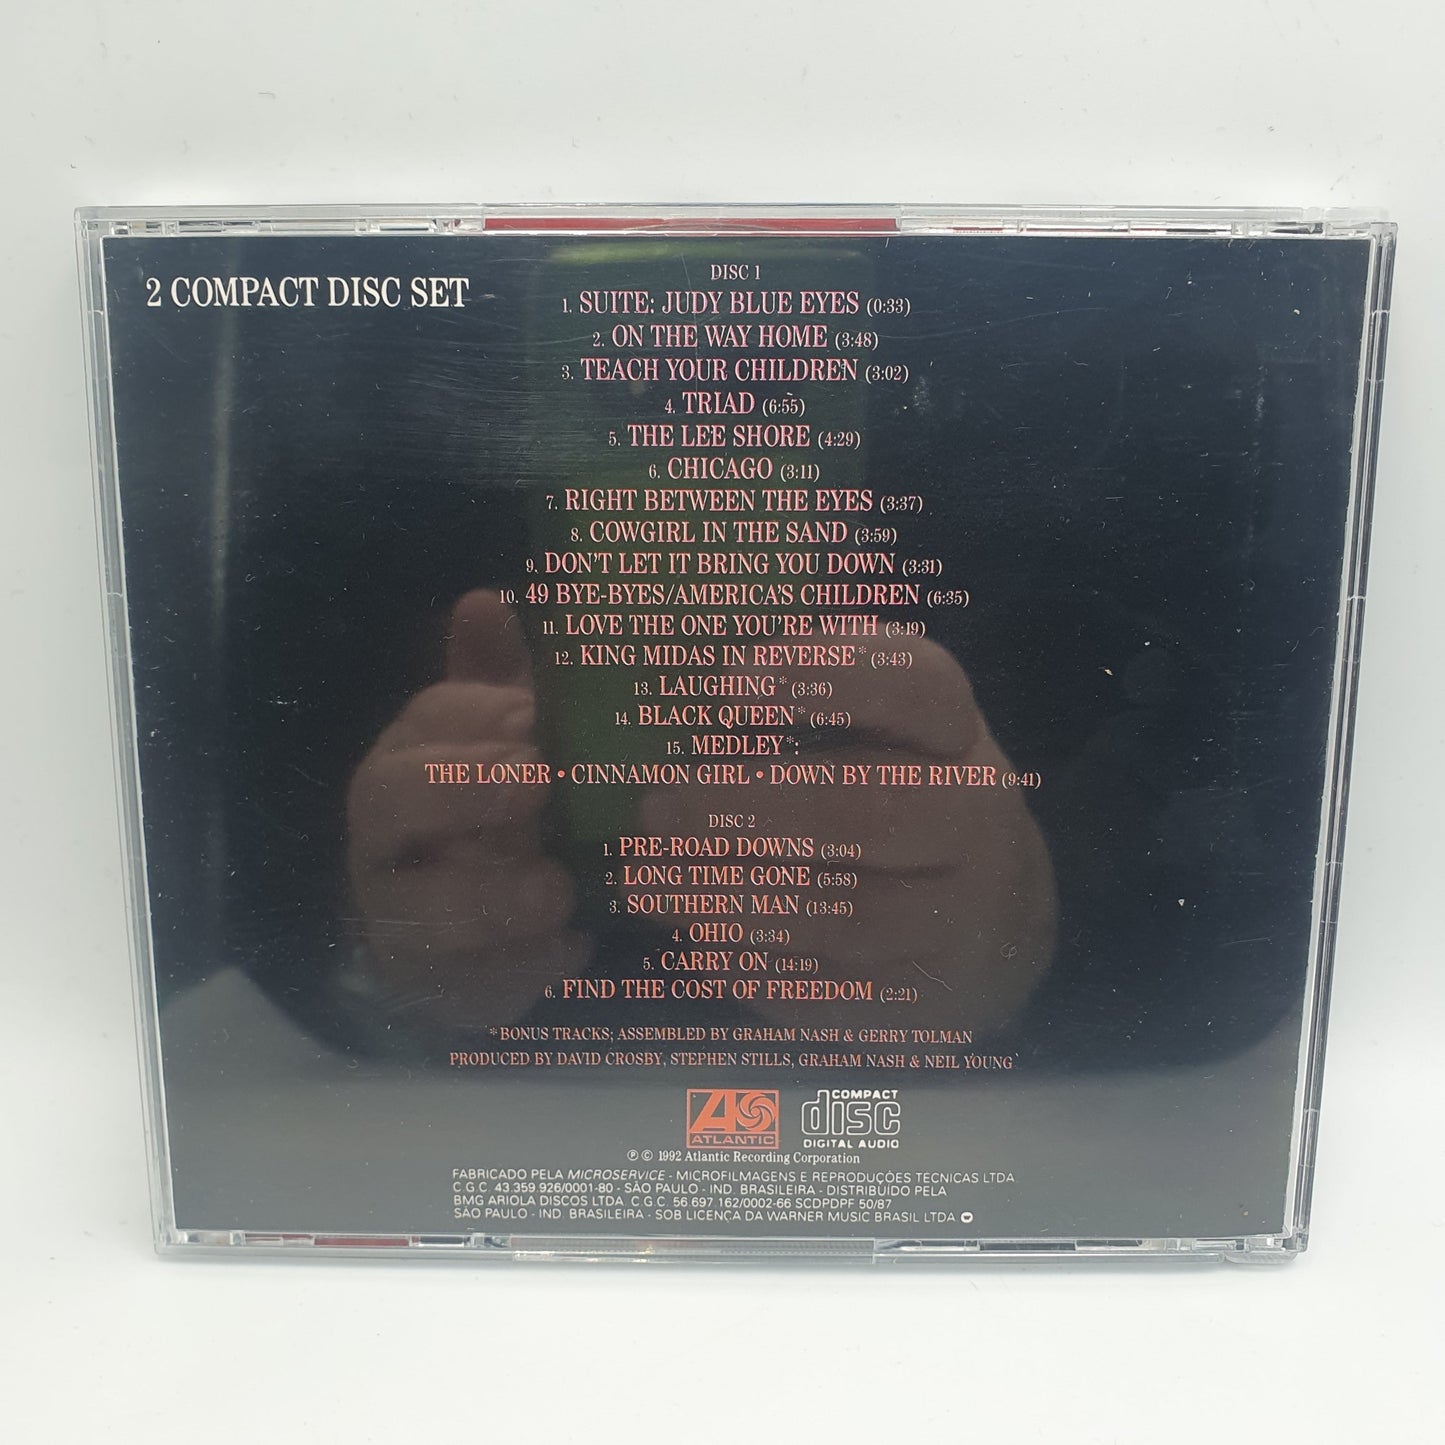 2 COMPACT DISC SET
DISC 1
1. SUITE: JUDY BLUE EYES (0:33)
2. ON THE WAY HOME (3:48)
3. TEACH YOUR CHILDREN (3:02)
4. TRIAD (6:55)
5. THE LEE SHORE (4:29)
6. CHICAGO (3:11)
7. RIGHT BETWEEN THE EYES (3:37)
8. COWGIRL IN THE SAND (3:59)
9. DON'T LET IT BRING YOU DOWN (3:31)
10. 49 BYE-BYES/AMERICA'S CHILDREN (6:35)
11. LOVE THE ONE YOU'RE WITH (3:19)
12. KING MIDAS IN REVERSE* (3:43)
13. LAUGHING* (3:36)
14. BLACK QUEEN* (6:45)
15. MEDLEY*:
THE LONER • CINNAMON GIRL • DOWN BY THE RIVER (9:41)
DISC 2
1. PRE-ROAD DOWNS (3:04)
2. LONG TIME GONE (5:58)
3. SOUTHERN MAN (13:45)
4. OHIO (3:34)
5. CARRY ON (14:19)
6. FIND THE COST OF FREEDOM (2:21)
*BONUS TRACKS; ASSEMBLED BY GRAHAM NASH & GERRY TOLMAN
PRODUCED BY DAVID CROSBY, STEPHEN STILLS, GRAHAM NASH & NEIL YOUNG
ATLANTIC
COMPACT
disc
DIGITAL AUDIO
℗ © 1992 Atlantic Recording Corporation
FABRICADO PELA MICROSERVICE - MICROFILMAGENS E REPRODUÇÕES TÉCNICAS LTDA.
C.G.C. 43.359.926/0001-80 - SÃO PAULO - IND. BRASILEIRA - DISTRIBUÍDO PELA
BMG ARIOLA DISCOS LTDA. C.G.C. 56.697.162/0002-66 SCDPDPF 50/87
SÃO PAULO - IND. BRASILEIRA - SOB LICENÇA DA WARNER MUSIC BRASIL LTDA